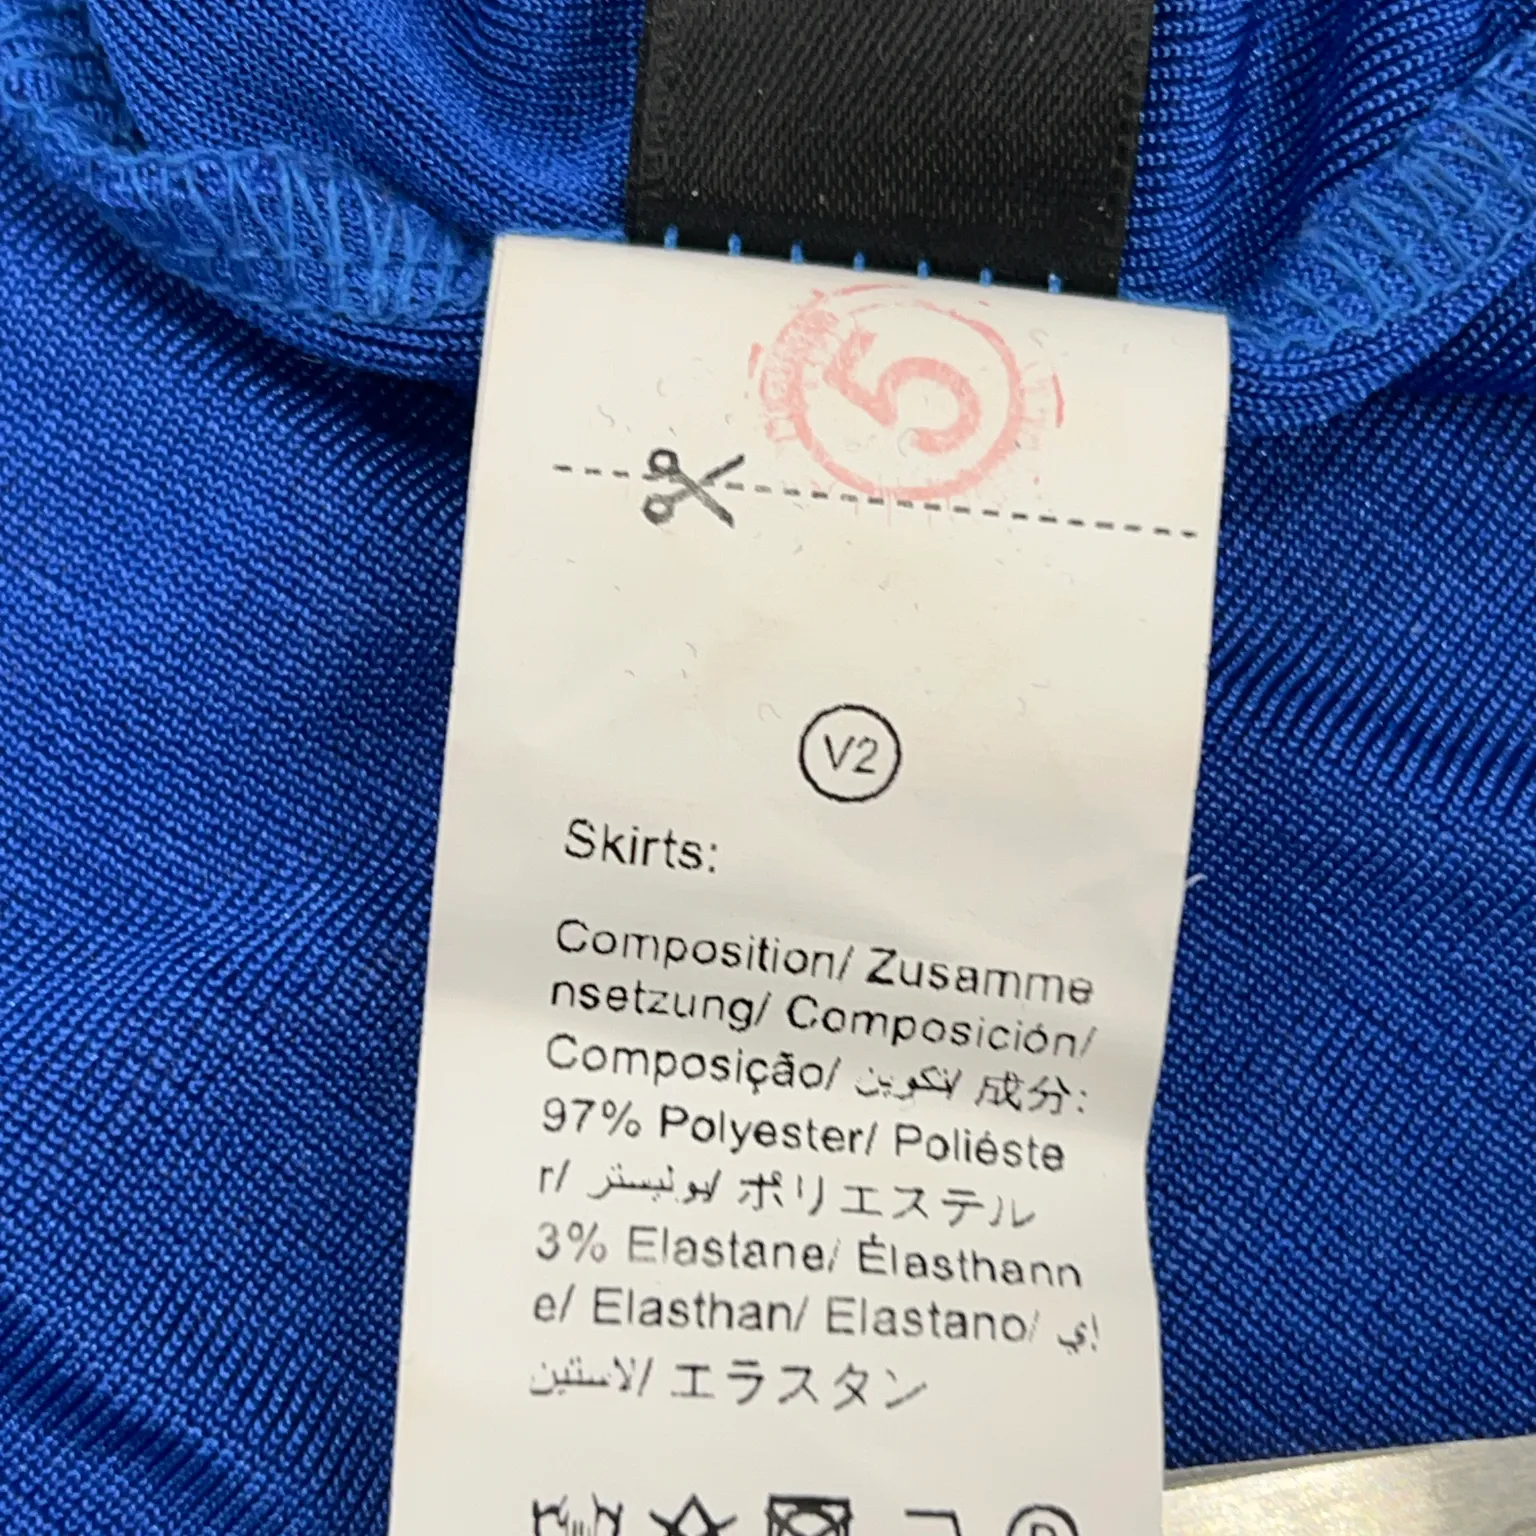 5
V2
Skirts:
Composition/ Zusamme
nsetzung/ Composición/
Composição/ التكوين/ 成分:
97% Polyester/ Poliéste
r/ بوليستر/ ポリエステル
3% Elastane/ Élasthann
e/ Elasthan/ Elastano/ إي
لاستين/ エラスタン
P